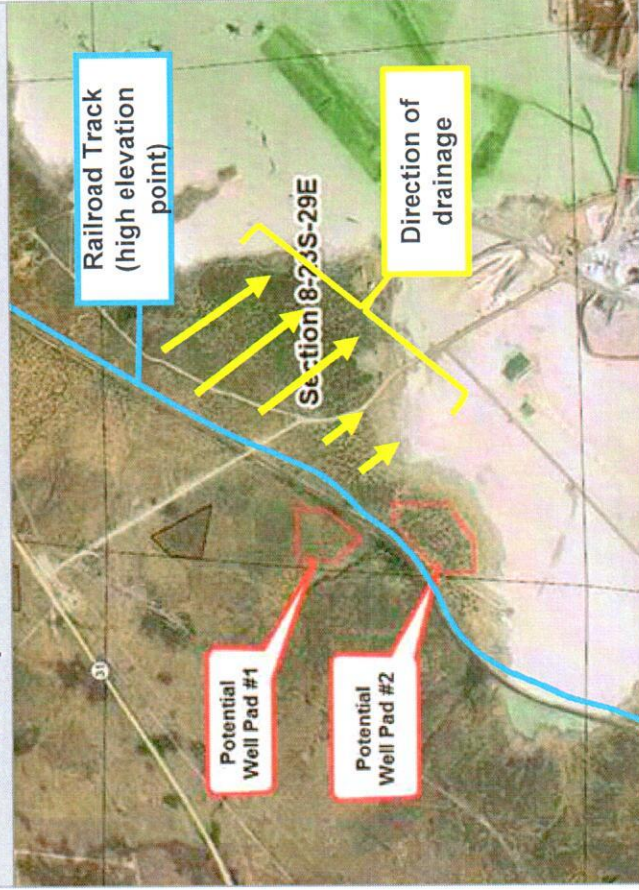 Railroad Track
(high elevation
point)
31
Section 8-23S-29E
Direction of
drainage
Potential
Well Pad #1
Potential
Well Pad #2